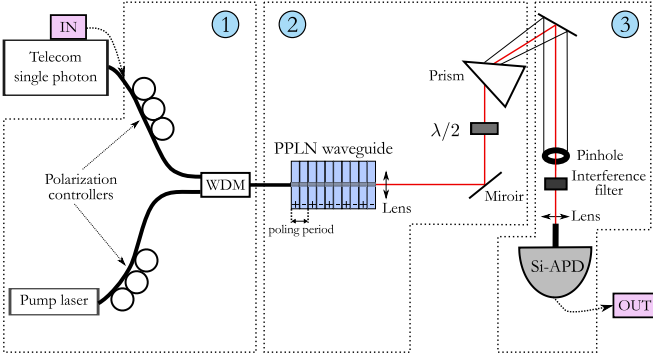 IN
1
2
3
Telecom
single photon
Prism
λ/2
PPLN waveguide
Pinhole
Interference
filter
Polarization
controllers
WDM
Lens
Miroir
+ - + - + - + - + -
poling period
Lens
Si-APD
Pump laser
OUT